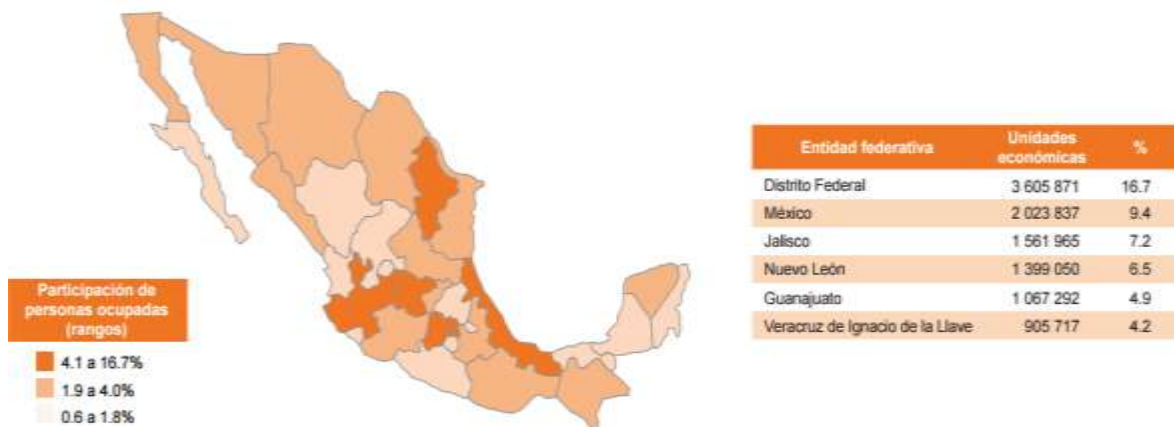 Entidad federativa Unidades económicas %
Distrito Federal 3 605 871 16.7
México 2 023 837 9.4
Jalisco 1 561 965 7.2
Nuevo León 1 399 050 6.5
Guanajuato 1 067 292 4.9
Veracruz de Ignacio de la Llave 905 717 4.2
Participación de
personas ocupadas
(rangos)
4.1 a 16.7%
1.9 a 4.0%
0.6 a 1.8%